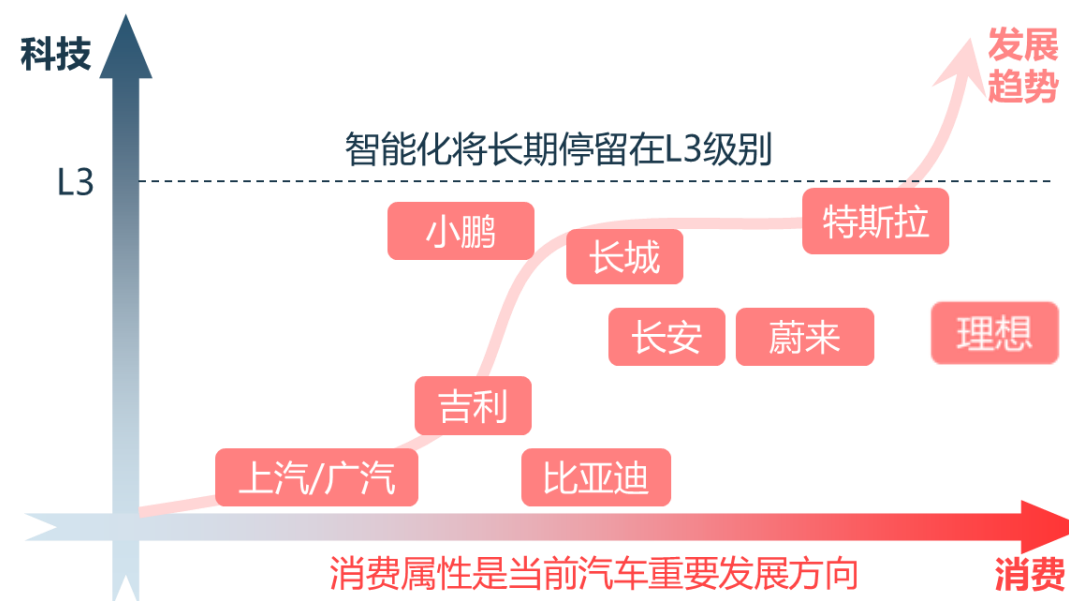 科技
发展
趋势
智能化将长期停留在L3级别
L3
小鹏
特斯拉
长城
长安
蔚来
理想
吉利
上汽/广汽
比亚迪
消费属性是当前汽车重要发展方向
消费